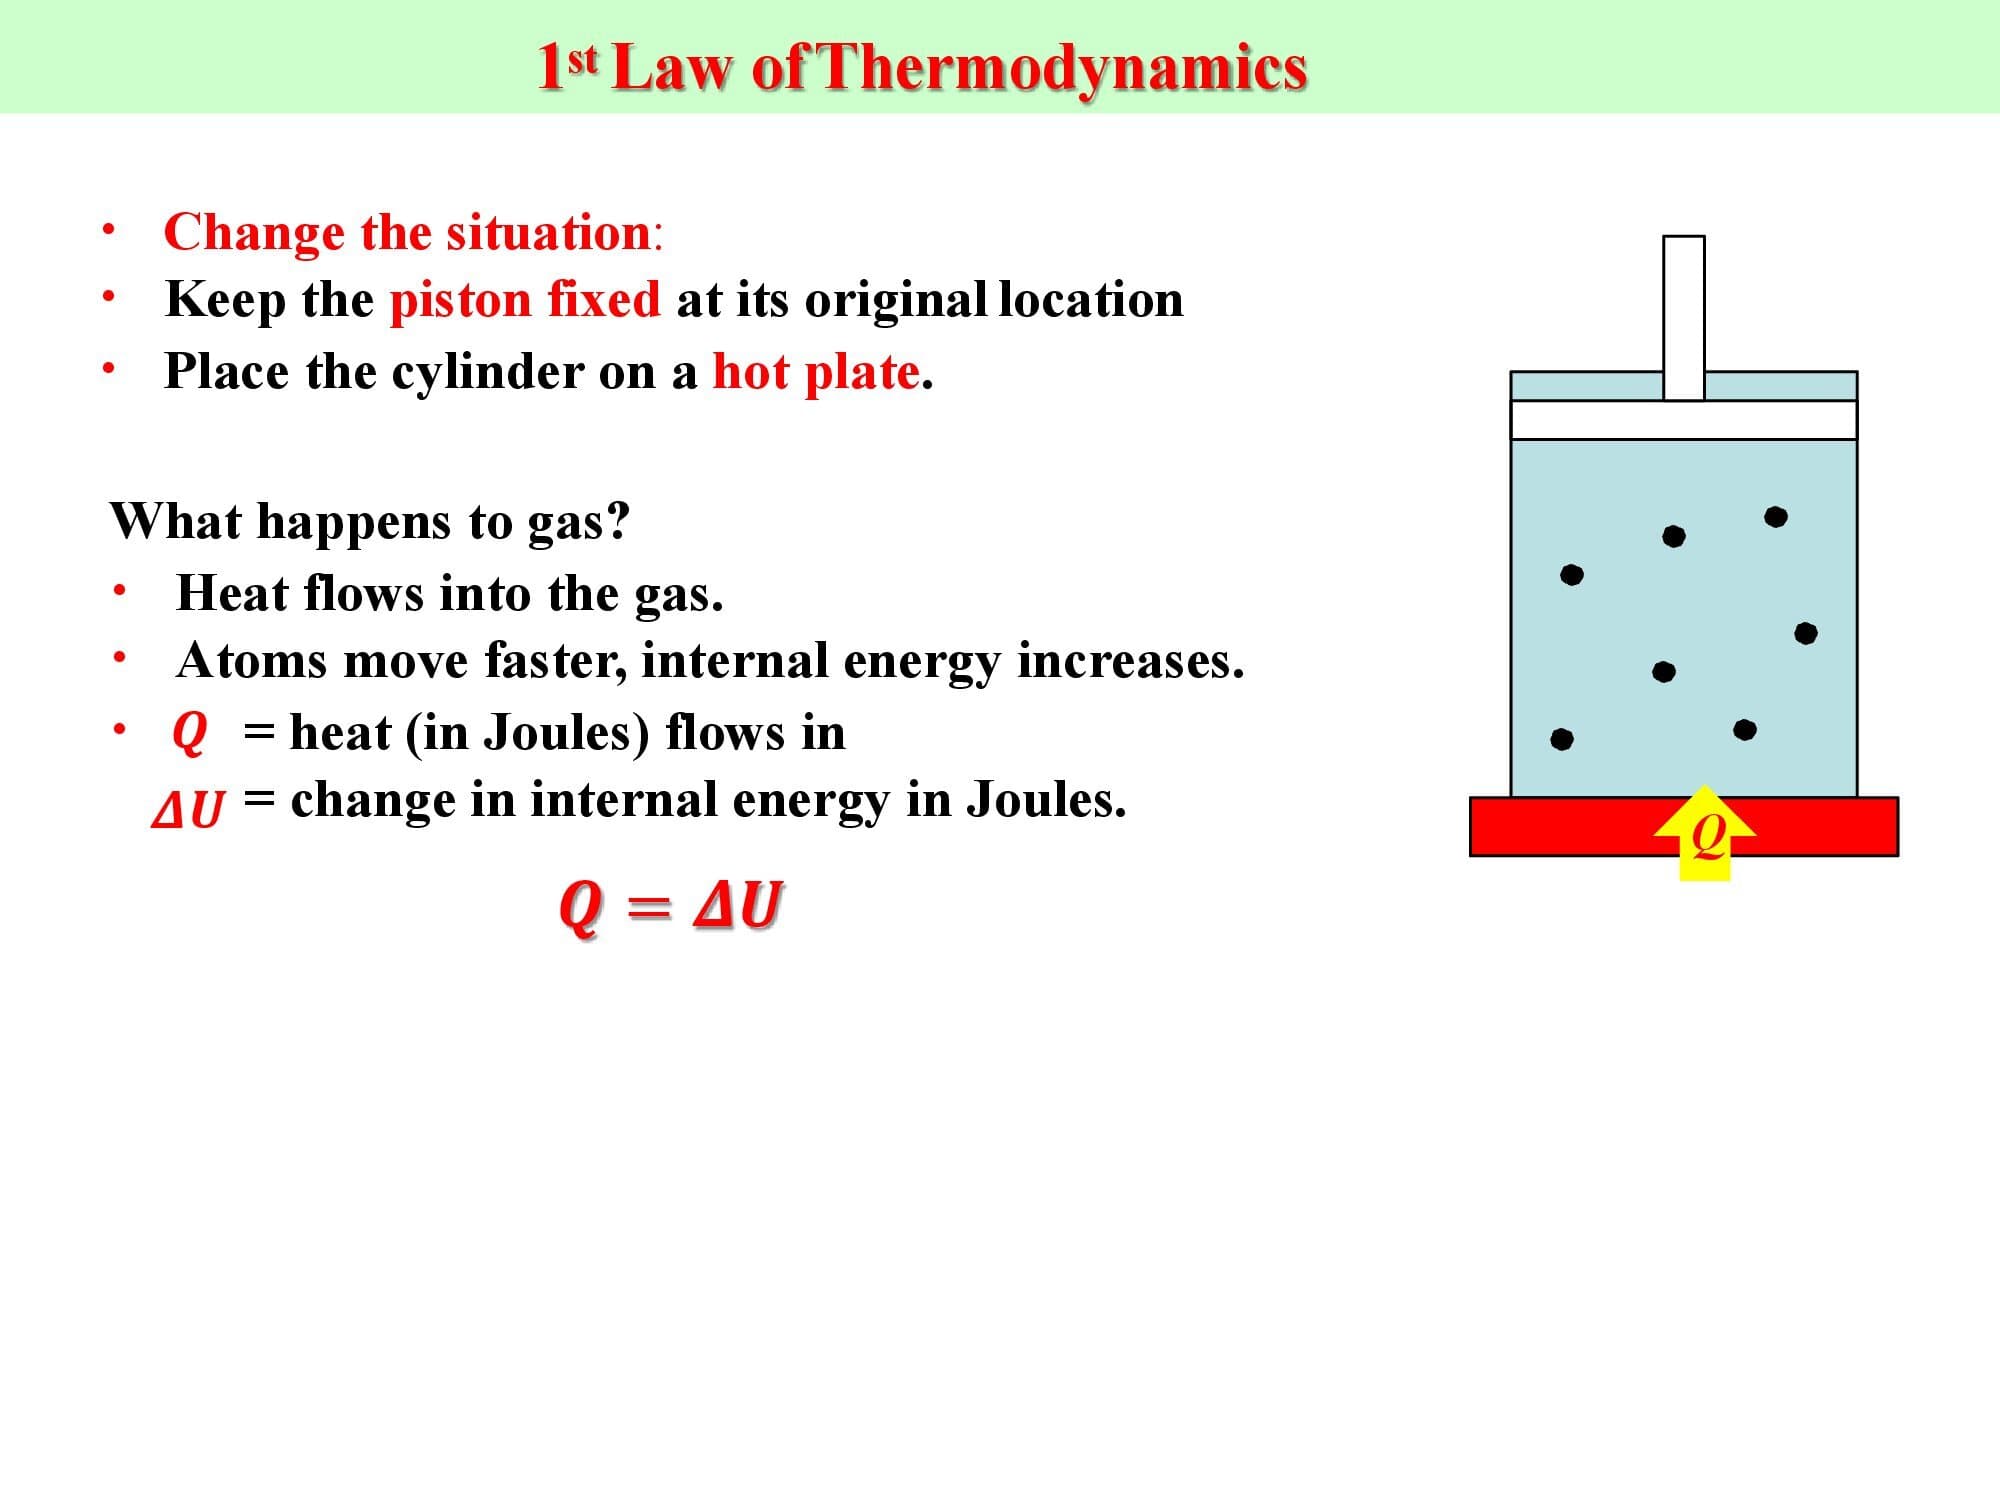 1st Law of Thermodynamics
• Change the situation:
• Keep the piston fixed at its original location
• Place the cylinder on a hot plate.
What happens to gas?
• Heat flows into the gas.
• Atoms move faster, internal energy increases.
• Q = heat (in Joules) flows in
ΔU = change in internal energy in Joules.
Q = ΔU
Q